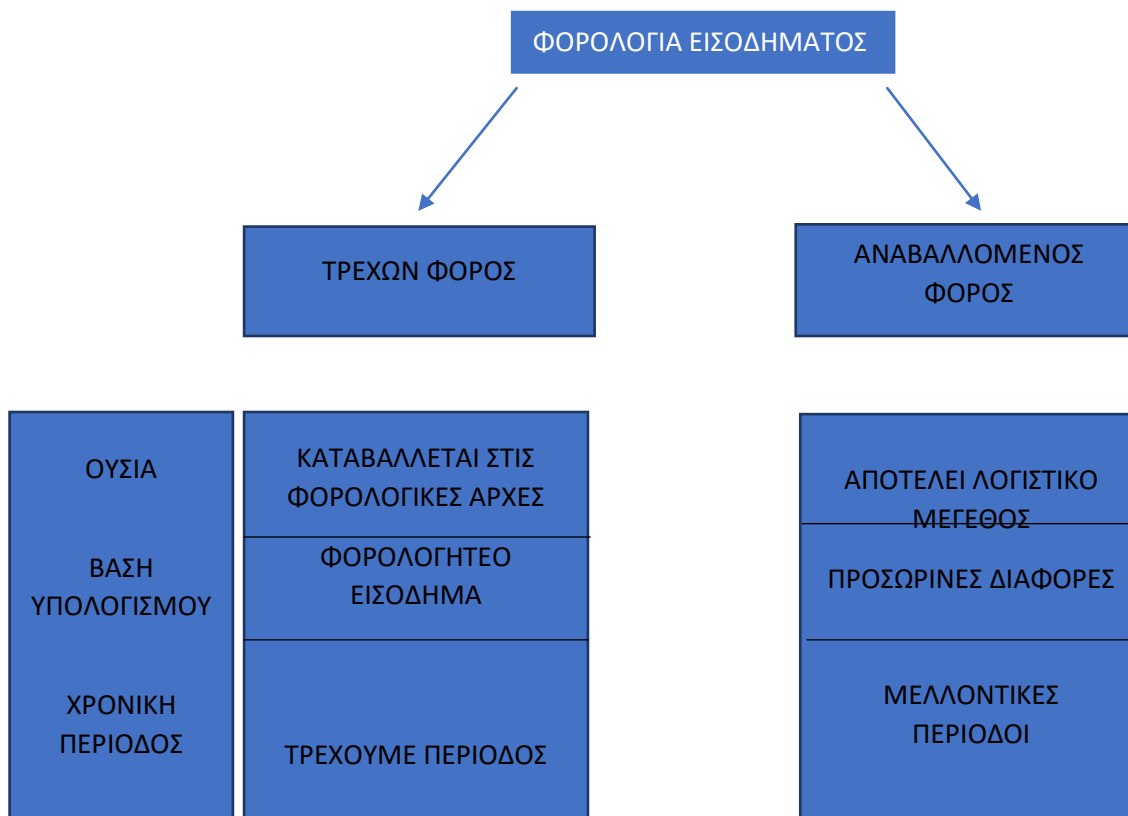 ΦΟΡΟΛΟΓΙΑ ΕΙΣΟΔΗΜΑΤΟΣ
ΤΡΕΧΩΝ ΦΟΡΟΣ
ΑΝΑΒΑΛΛΟΜΕΝΟΣ
ΦΟΡΟΣ
ΟΥΣΙΑ
ΚΑΤΑΒΑΛΛΕΤΑΙ ΣΤΙΣ
ΦΟΡΟΛΟΓΙΚΕΣ ΑΡΧΕΣ
ΑΠΟΤΕΛΕΙ ΛΟΓΙΣΤΙΚΟ
ΜΕΓΕΘΟΣ
ΒΑΣΗ
ΥΠΟΛΟΓΙΣΜΟΥ
ΦΟΡΟΛΟΓΗΤΕΟ
ΕΙΣΟΔΗΜΑ
ΠΡΟΣΩΡΙΝΕΣ ΔΙΑΦΟΡΕΣ
ΧΡΟΝΙΚΗ
ΠΕΡΙΟΔΟΣ
ΤΡΕΧΟΥΜΕ ΠΕΡΙΟΔΟΣ
ΜΕΛΛΟΝΤΙΚΕΣ
ΠΕΡΙΟΔΟΙ